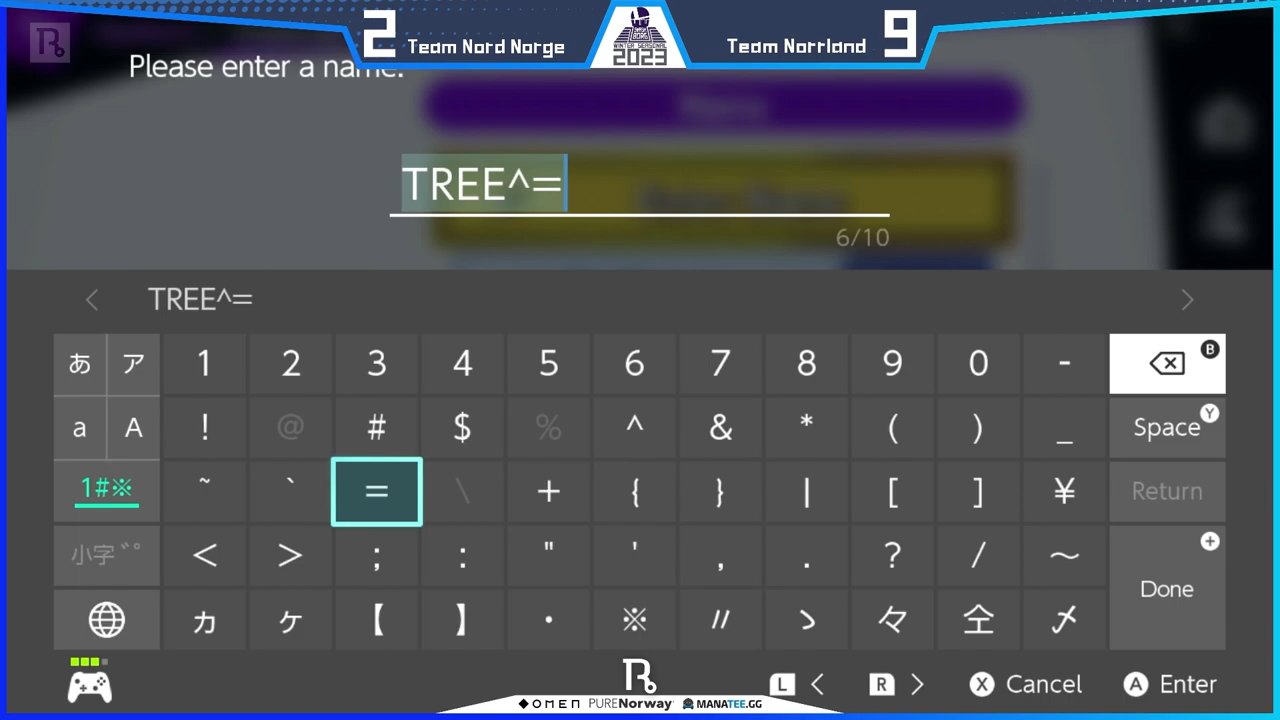 2 Team Nord Norge
WINTER SEASONAL
2023
Team Norrland 9
Please enter a name.
TREE^=
6/10
TREE^=
あ ア 1 2 3 4 5 6 7 8 9 0 - B
a A ! @ # $ % ^ & * ( ) _ Space Y
1#※ ~ ` = \ + { } | [ ] ¥ Return
小字゛゜ < > ; : " ' , . ? / ～ +
Done
カ ケ 【 】 ・ ※ 〃 ゝ 々 仝 〆
L < R > X Cancel A Enter
OMEN PURENorway MANATEE.GG